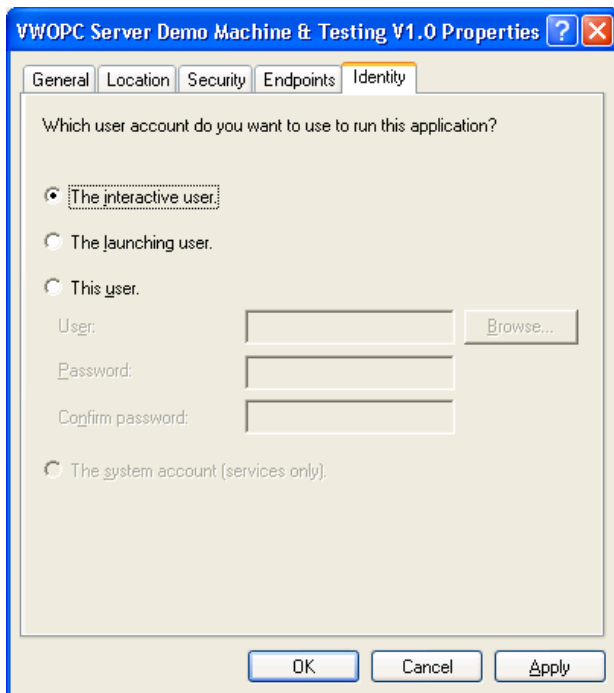 VWOPC Server Demo Machine & Testing V1.0 Properties ?
General Location Security Endpoints Identity
Which user account do you want to use to run this application?
The interactive user.
The launching user.
This user.
User: Browse...
Password:
Confirm password:
The system account (services only).
OK Cancel Apply